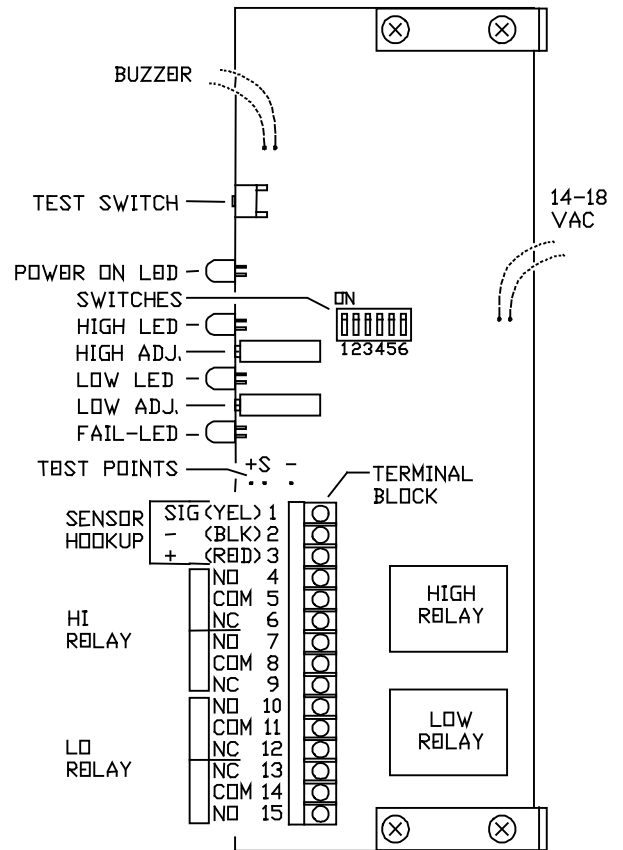 BUZZER
TEST SWITCH
14-18
VAC
POWER ON LED
SWITCHES
ON
HIGH LED
123456
HIGH ADJ.
LOW LED
LOW ADJ.
FAIL-LED
TEST POINTS
+S -
TERMINAL
BLOCK
SENSOR
HOOKUP
SIG (YEL) 1
- (BLK) 2
+ (RED) 3
HI
RELAY
NO 4
COM 5
NC 6
NO 7
COM 8
NC 9
LO
RELAY
NO 10
COM 11
NC 12
NC 13
COM 14
NO 15
HIGH
RELAY
LOW
RELAY